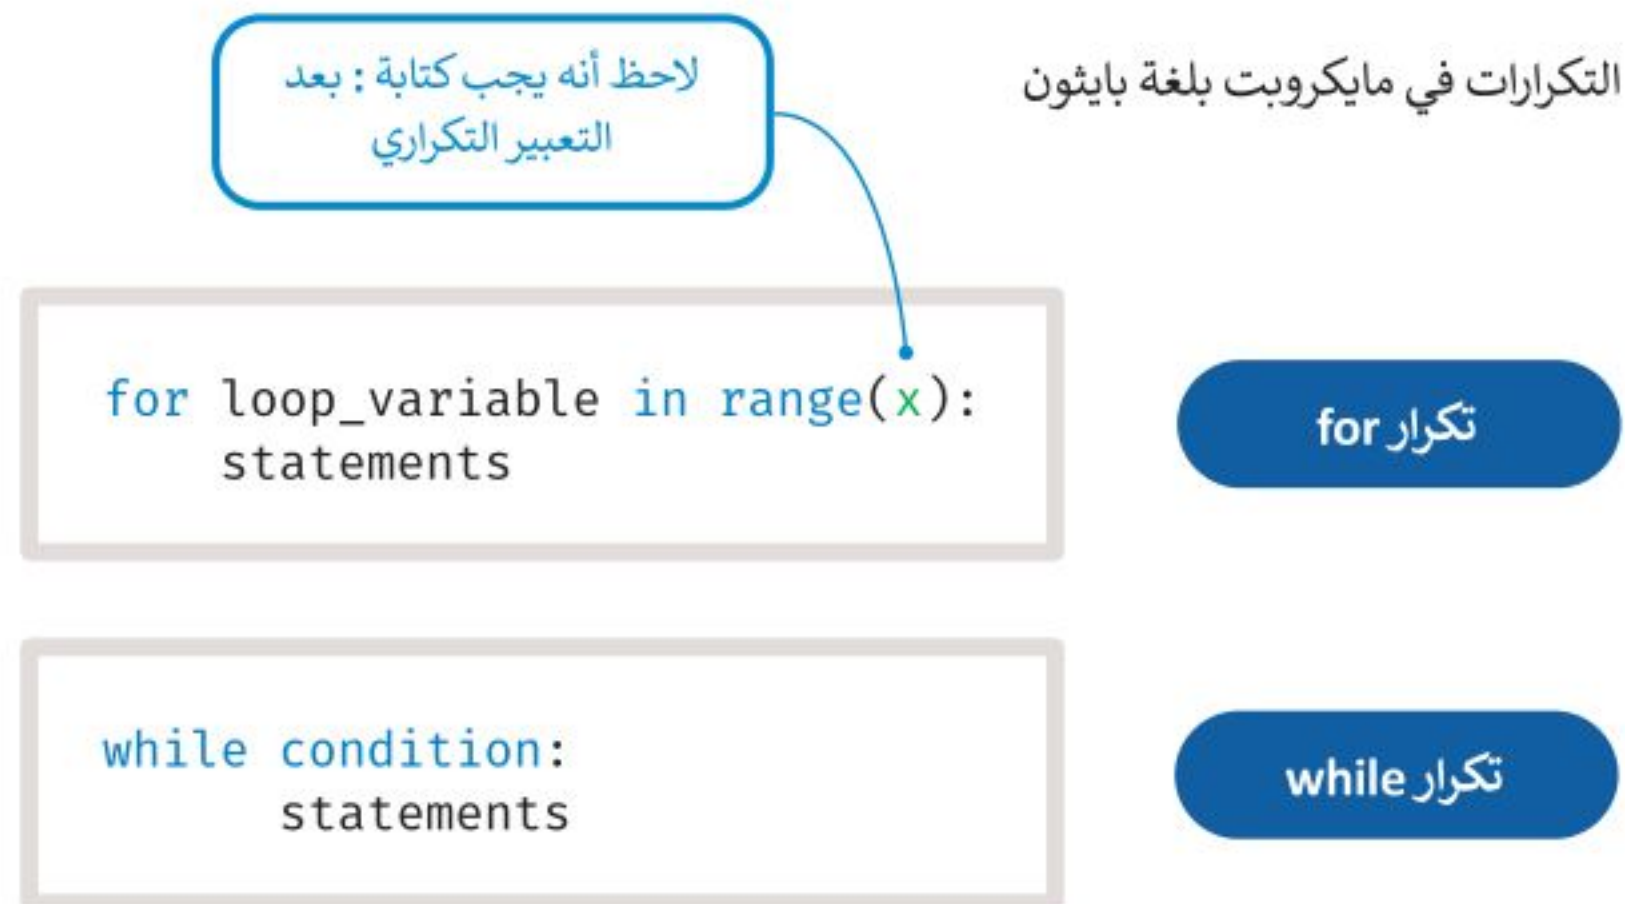 التكرارات في مايكروبت بلغة بايثون
لاحظ أنه يجب كتابة : بعد
التعبير التكراري
تكرار for
for loop_variable in range(x):
    statements
تكرار while
while condition:
    statements